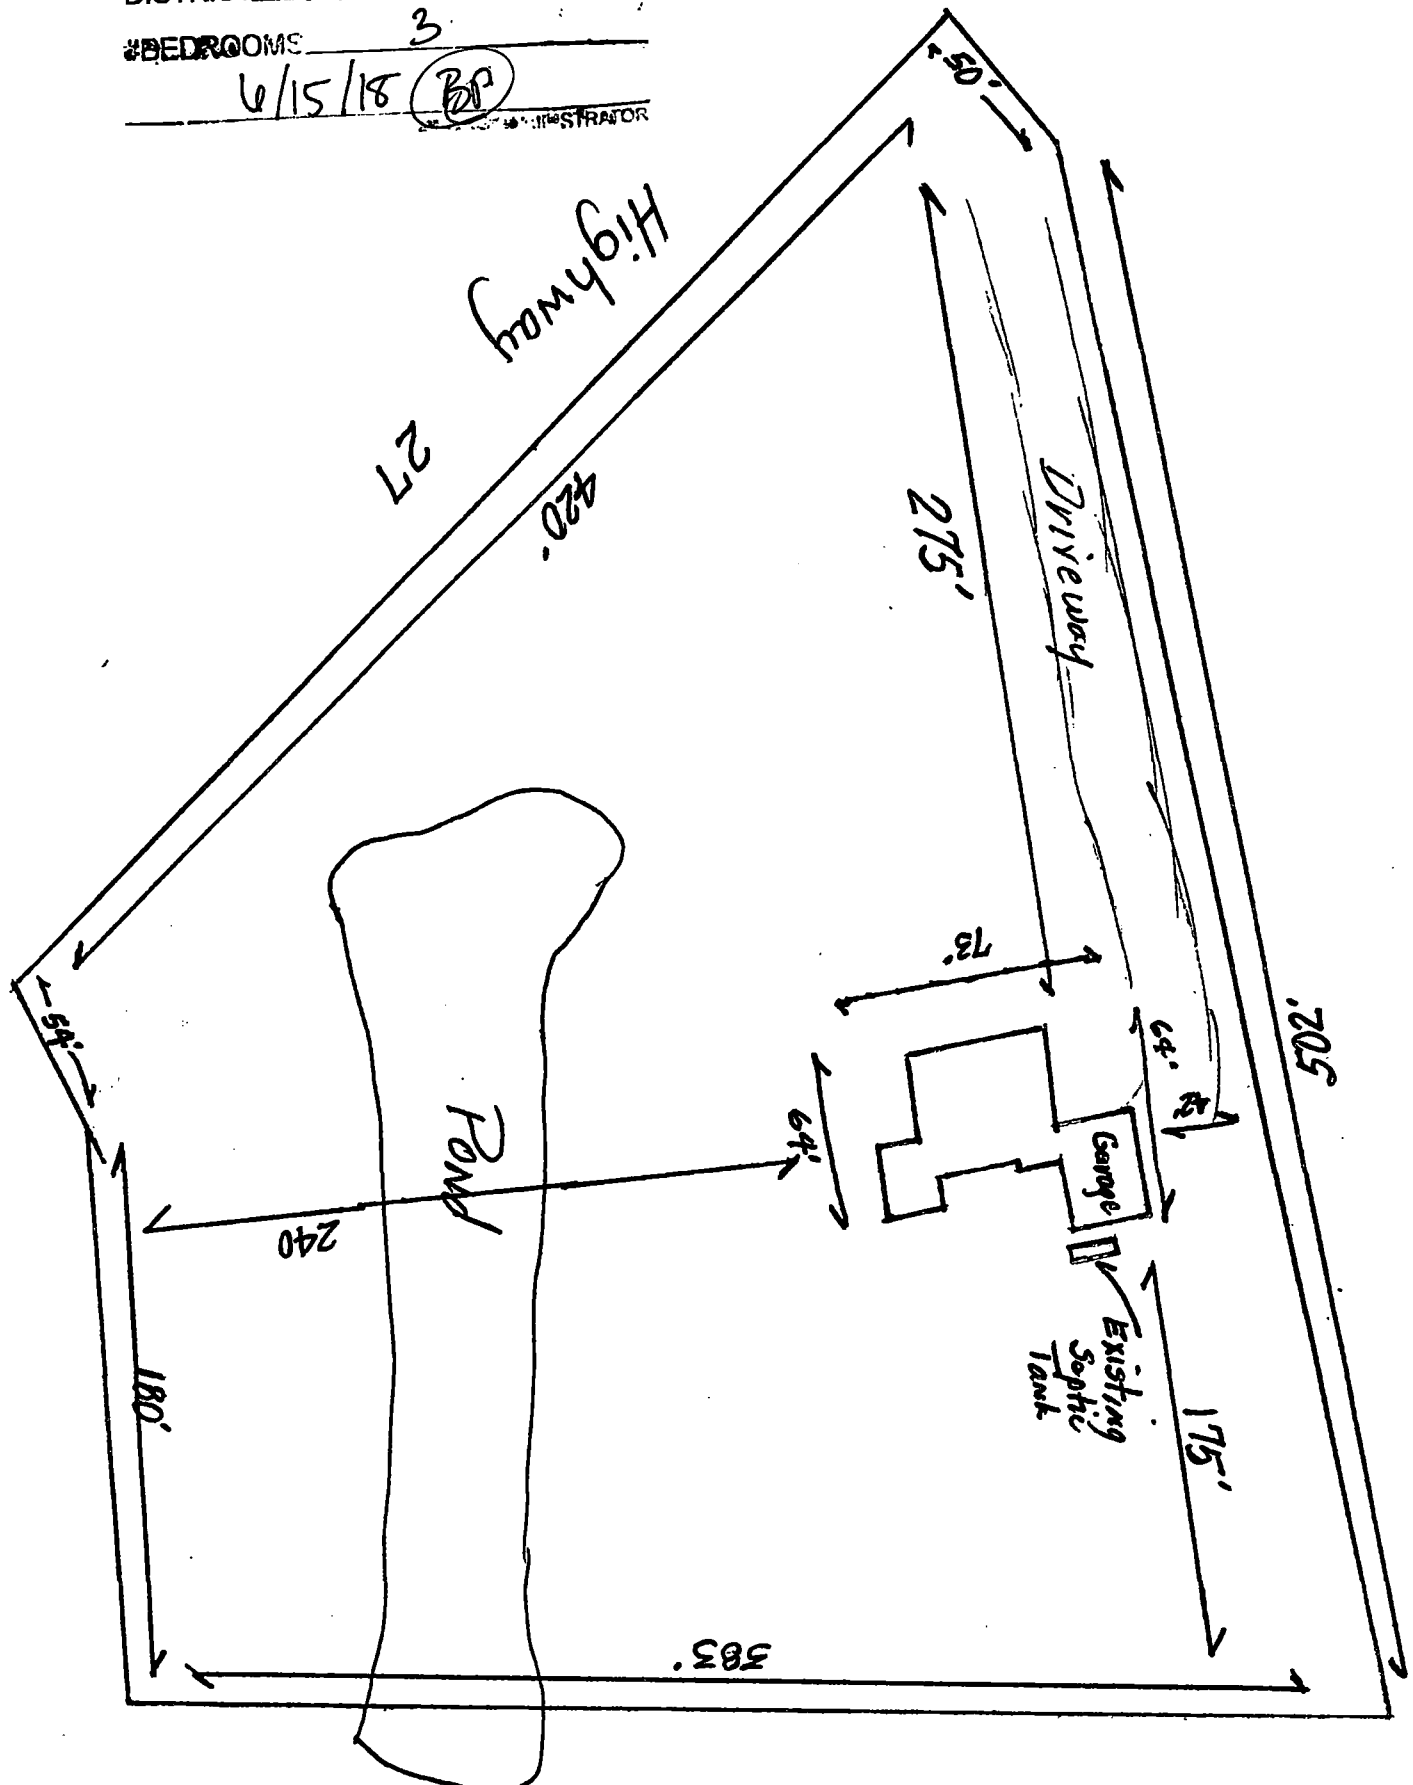 #BEDROOMS 3
6/15/18 BP
Highway
27
420'
50'
Driveway
275'
502'
73'
64'
42'
Garage
64'
54'
Pond
240
Existing
Septic
Tank
175'
180'
383'